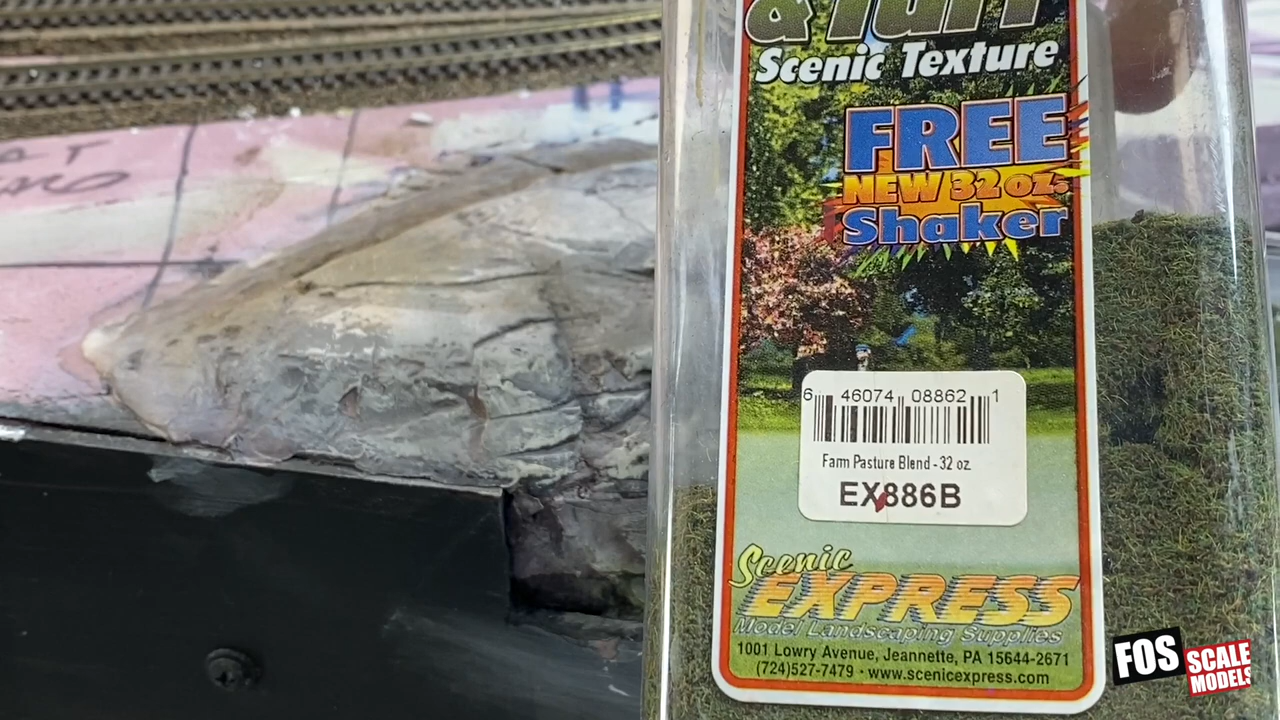 & Turf
Scenic Texture
FREE
NEW 32 oz.
Shaker
6 46074 08862 1
Farm Pasture Blend - 32 oz.
EX886B
Scenic
EXPRESS
Model Landscaping Supplies
1001 Lowry Avenue, Jeannette, PA 15644-2671
(724)527-7479 · www.scenicexpress.com
FOS
SCALE
MODELS